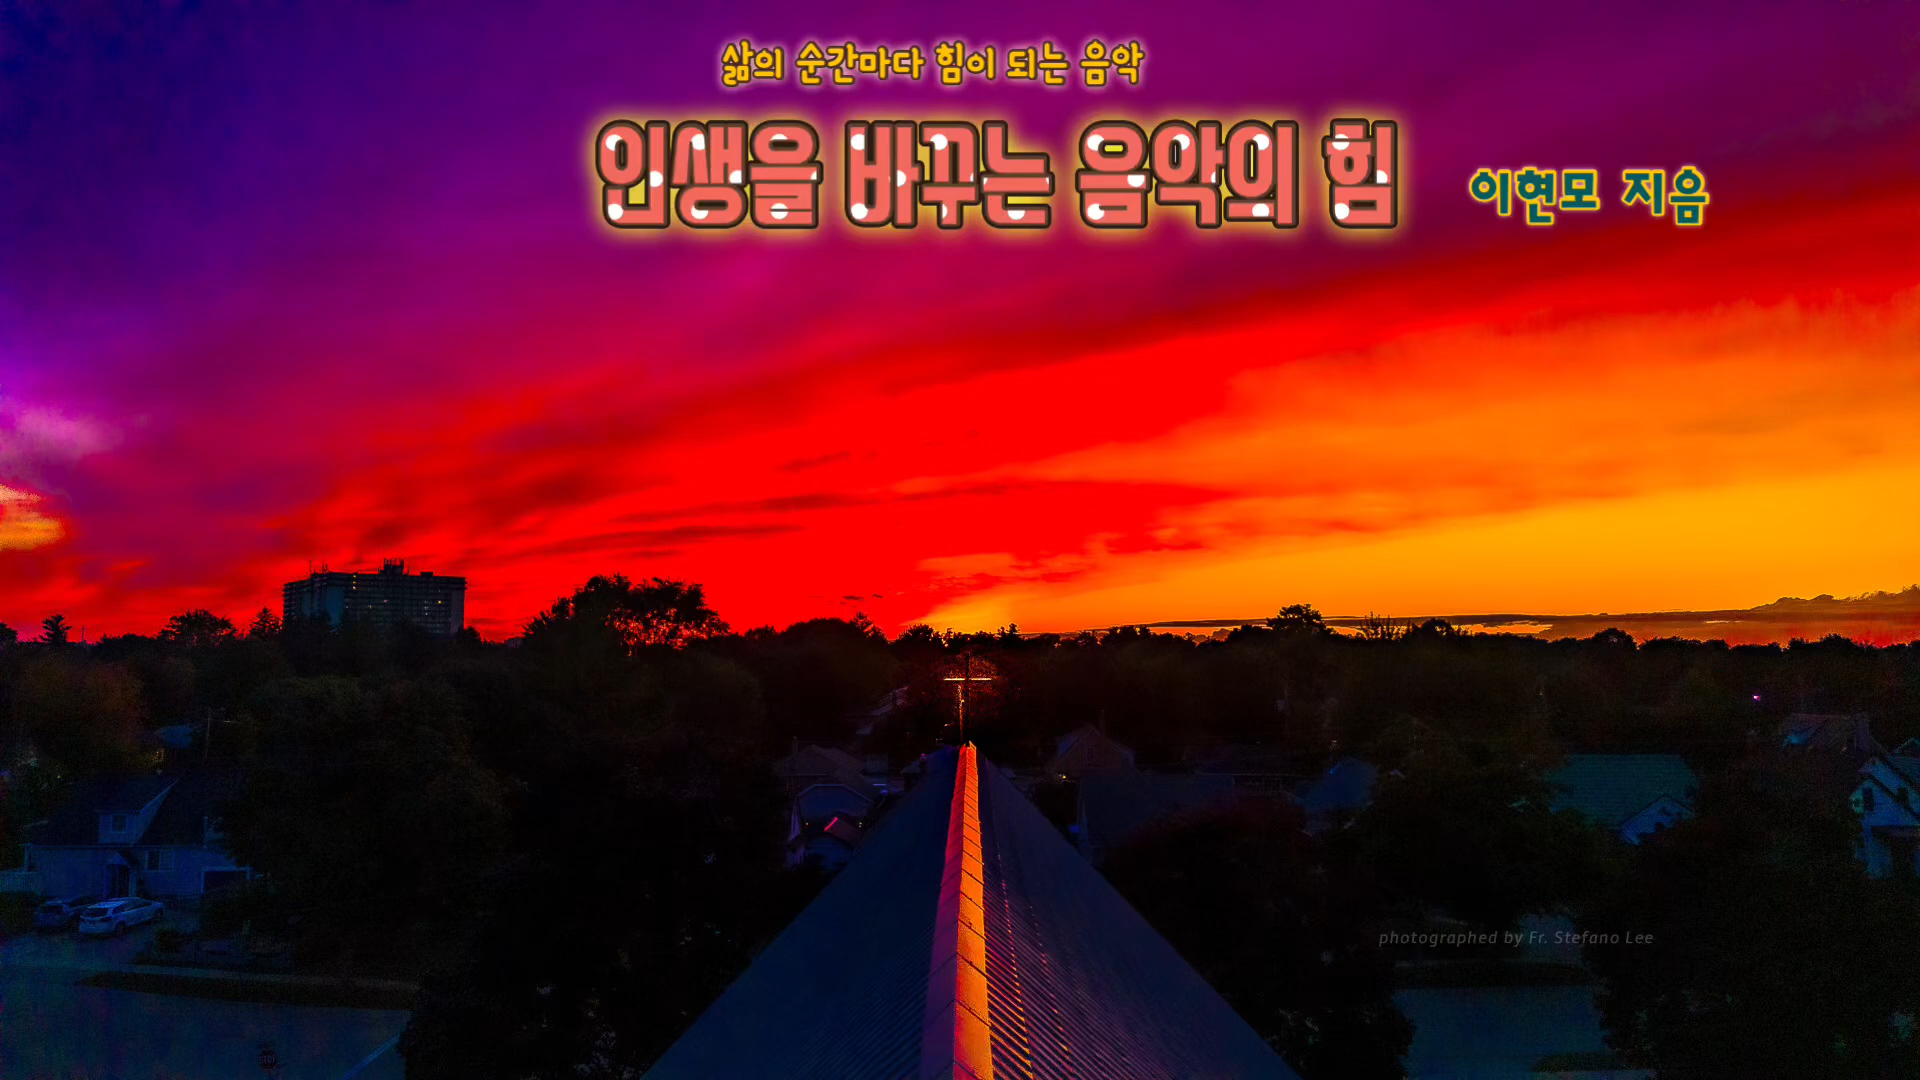 삶의 순간마다 힘이 되는 음악
인생을 바꾸는 음악의 힘
이현모 지음
photographed by Fr. Stefano Lee